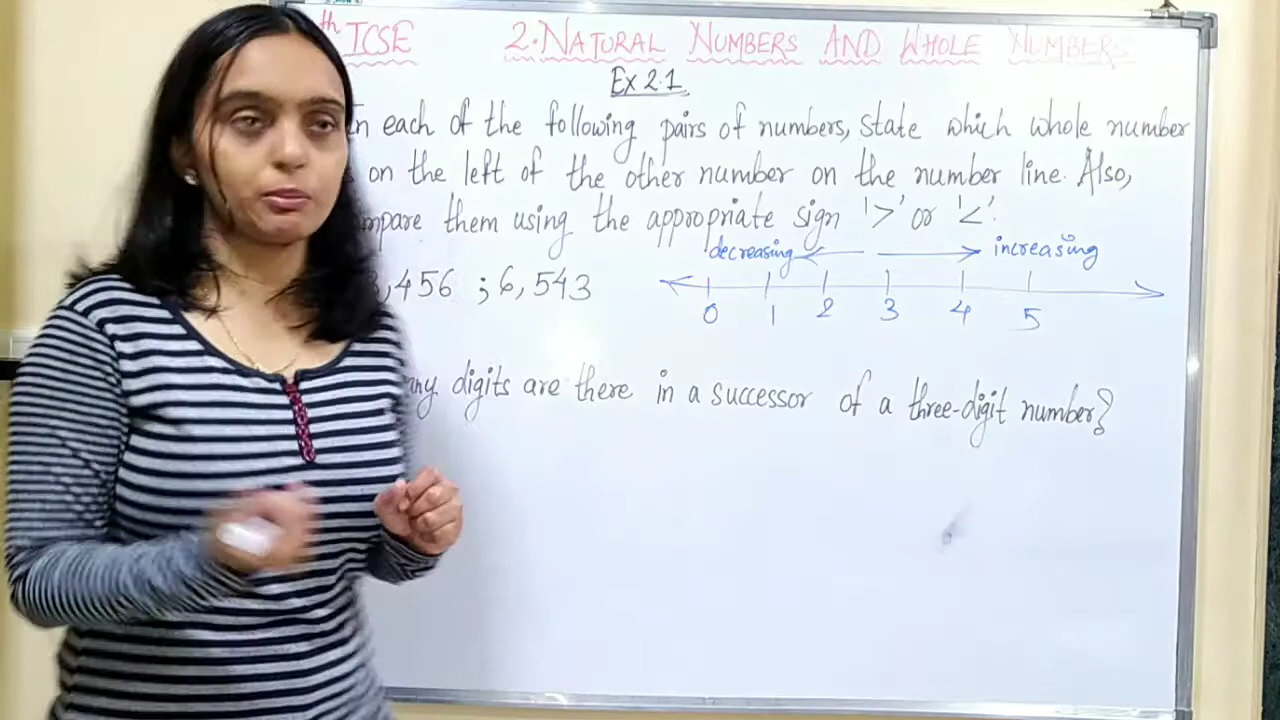 th ICSE 2. NATURAL NUMBERS AND WHOLE NUMBERS
Ex 2.1
In each of the following pairs of numbers, state which whole number
on the left of the other number on the number line. Also,
mpare them using the appropriate sign '>' or '<'.
decreasing increasing
,456 ; 6,543
0 1 2 3 4 5
any digits are there in a successor of a three-digit number?